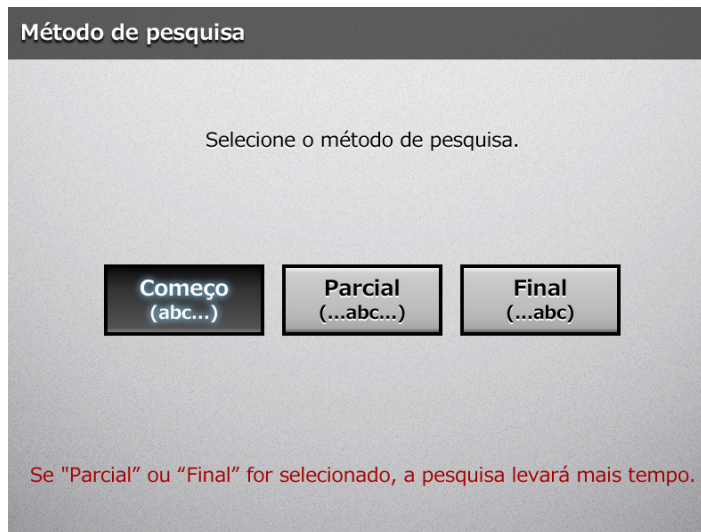 Método de pesquisa
Selecione o método de pesquisa.
Começo
(abc...)
Parcial
(...abc...)
Final
(...abc)
Se "Parcial” ou “Final” for selecionado, a pesquisa levará mais tempo.